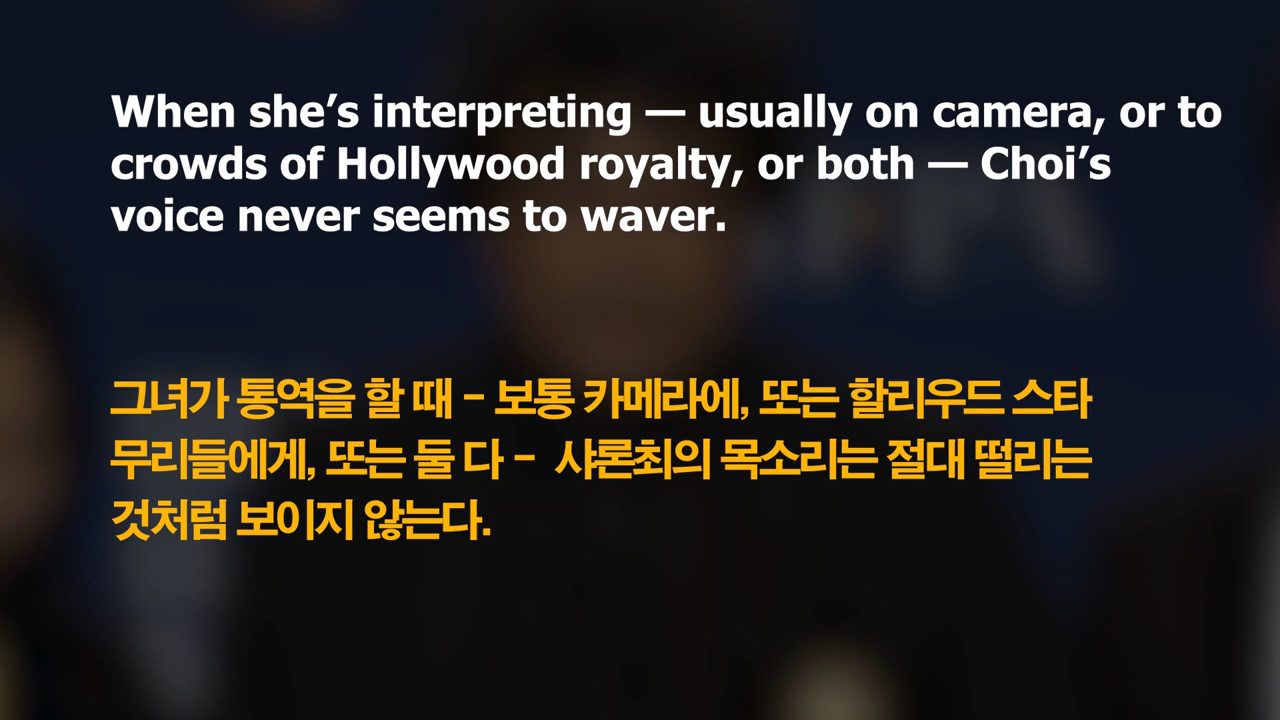 When she’s interpreting — usually on camera, or to
crowds of Hollywood royalty, or both — Choi’s
voice never seems to waver.
그녀가 통역을 할 때 - 보통 카메라에, 또는 할리우드 스타
무리들에게, 또는 둘 다 - 샤론최의 목소리는 절대 떨리는
것처럼 보이지 않는다.